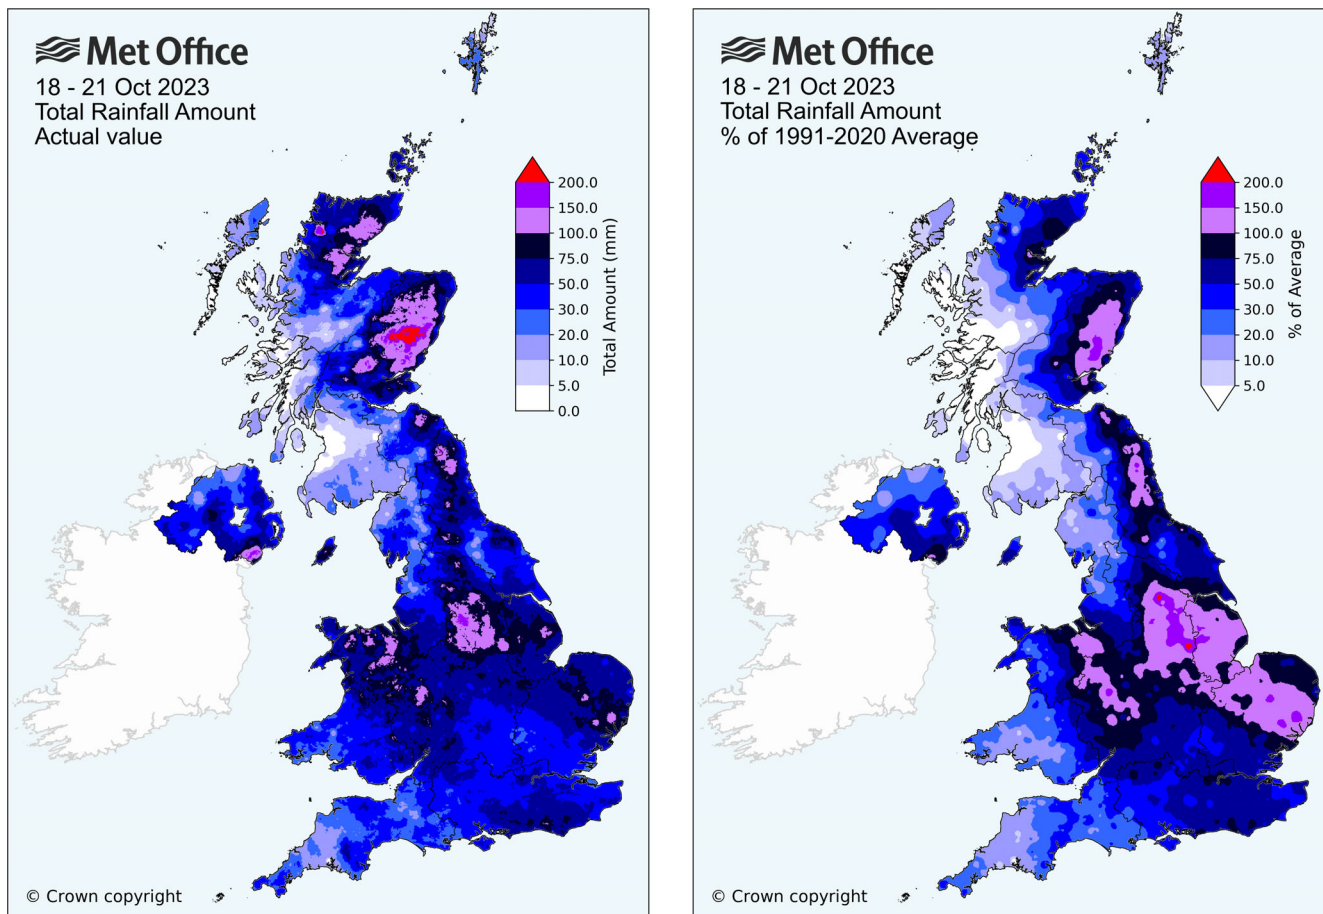 Met Office
18 - 21 Oct 2023
Total Rainfall Amount
Actual value
200.0
150.0
100.0
75.0
50.0
30.0
20.0
10.0
5.0
0.0
Total Amount (mm)
© Crown copyright
Met Office
18 - 21 Oct 2023
Total Rainfall Amount
% of 1991-2020 Average
200.0
150.0
100.0
75.0
50.0
30.0
20.0
10.0
5.0
% of Average
© Crown copyright